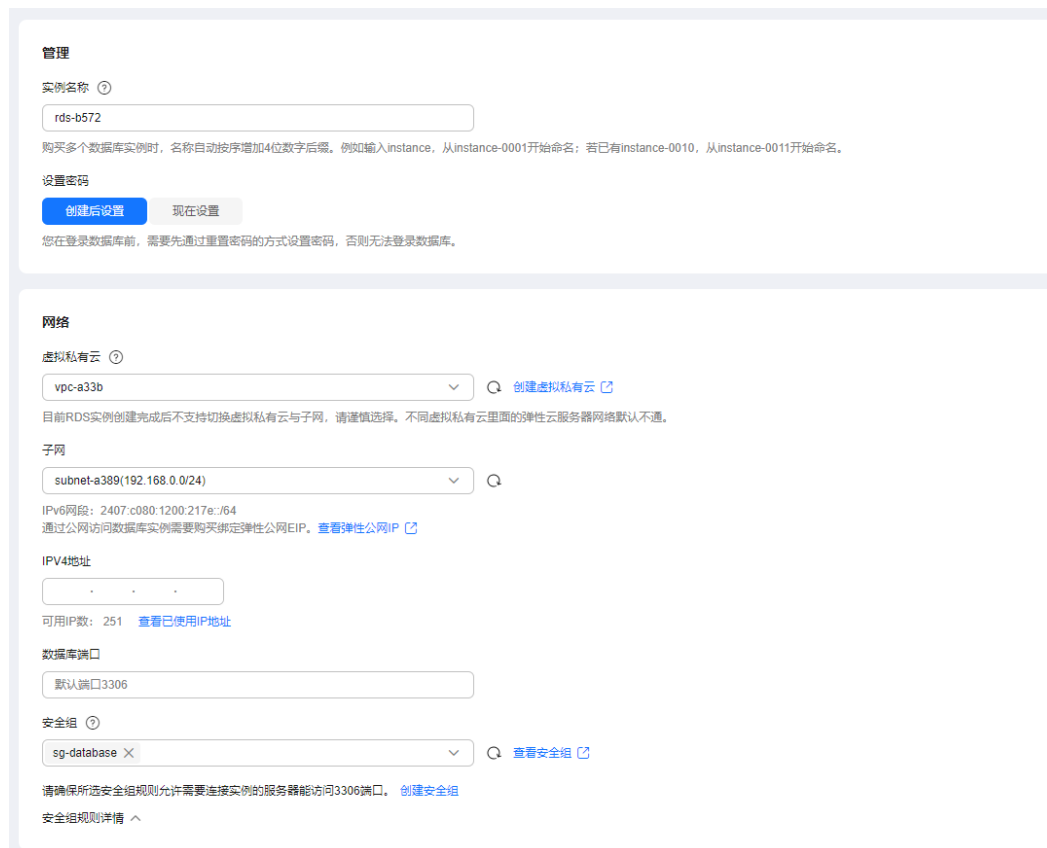 管理
实例名称 ?
rds-b572
购买多个数据库实例时，名称自动按序增加4位数字后缀。例如输入instance，从instance-0001开始命名；若已有instance-0010，从instance-0011开始命名。
设置密码
创建后设置 现在设置
您在登录数据库前，需要先通过重置密码的方式设置密码，否则无法登录数据库。
网络
虚拟私有云 ?
vpc-a33b 创建虚拟私有云
目前RDS实例创建完成后不支持切换虚拟私有云与子网，请谨慎选择。不同虚拟私有云里面的弹性云服务器网络默认不通。
子网
subnet-a389(192.168.0.0/24)
IPv6网段：2407:c080:1200:217e::/64
通过公网访问数据库实例需要购买绑定弹性公网EIP。查看弹性公网IP
IPV4地址
. . .
可用IP数： 251 查看已使用IP地址
数据库端口
默认端口3306
安全组 ?
sg-database 查看安全组
请确保所选安全组规则允许需要连接实例的服务器能访问3306端口。 创建安全组
安全组规则详情